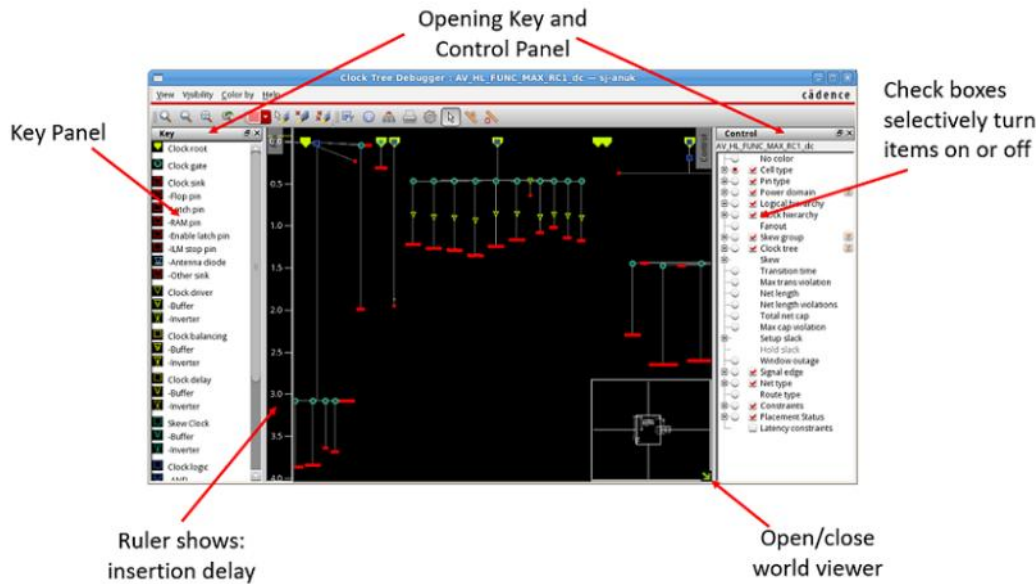 Opening Key and
Control Panel
Key Panel
Check boxes
selectively turn
items on or off
Clock Tree Debugger : AV_HL_FUNC_MAX_RC1_dc — sj-anuk
View Visibility Color by Help
cādence
Key
Clock root
Clock gate
Clock sink
-Flop pin
-Latch pin
-RAM pin
-Enable latch pin
-ILM stop pin
-Antenna diode
-Other sink
Clock driver
-Buffer
-Inverter
Clock balancing
-Buffer
-Inverter
Clock delay
-Buffer
-Inverter
Skew Clock
-Buffer
-Inverter
Clock logic
-AND
0.0
0.5
1.0
1.5
2.0
2.5
3.0
3.5
4.0
Control
Control
AV_HL_FUNC_MAX_RC1_dc
No color
Cell type
Pin type
Power domain
Logical hierarchy
Clock hierarchy
Fanout
Skew group
Clock tree
Skew
Transition time
Max trans violation
Net length
Net length violations
Total net cap
Max cap violation
Setup slack
Hold slack
Window outage
Signal edge
Net type
Route type
Constraints
Placement Status
Latency constraints
Ruler shows:
insertion delay
Open/close
world viewer